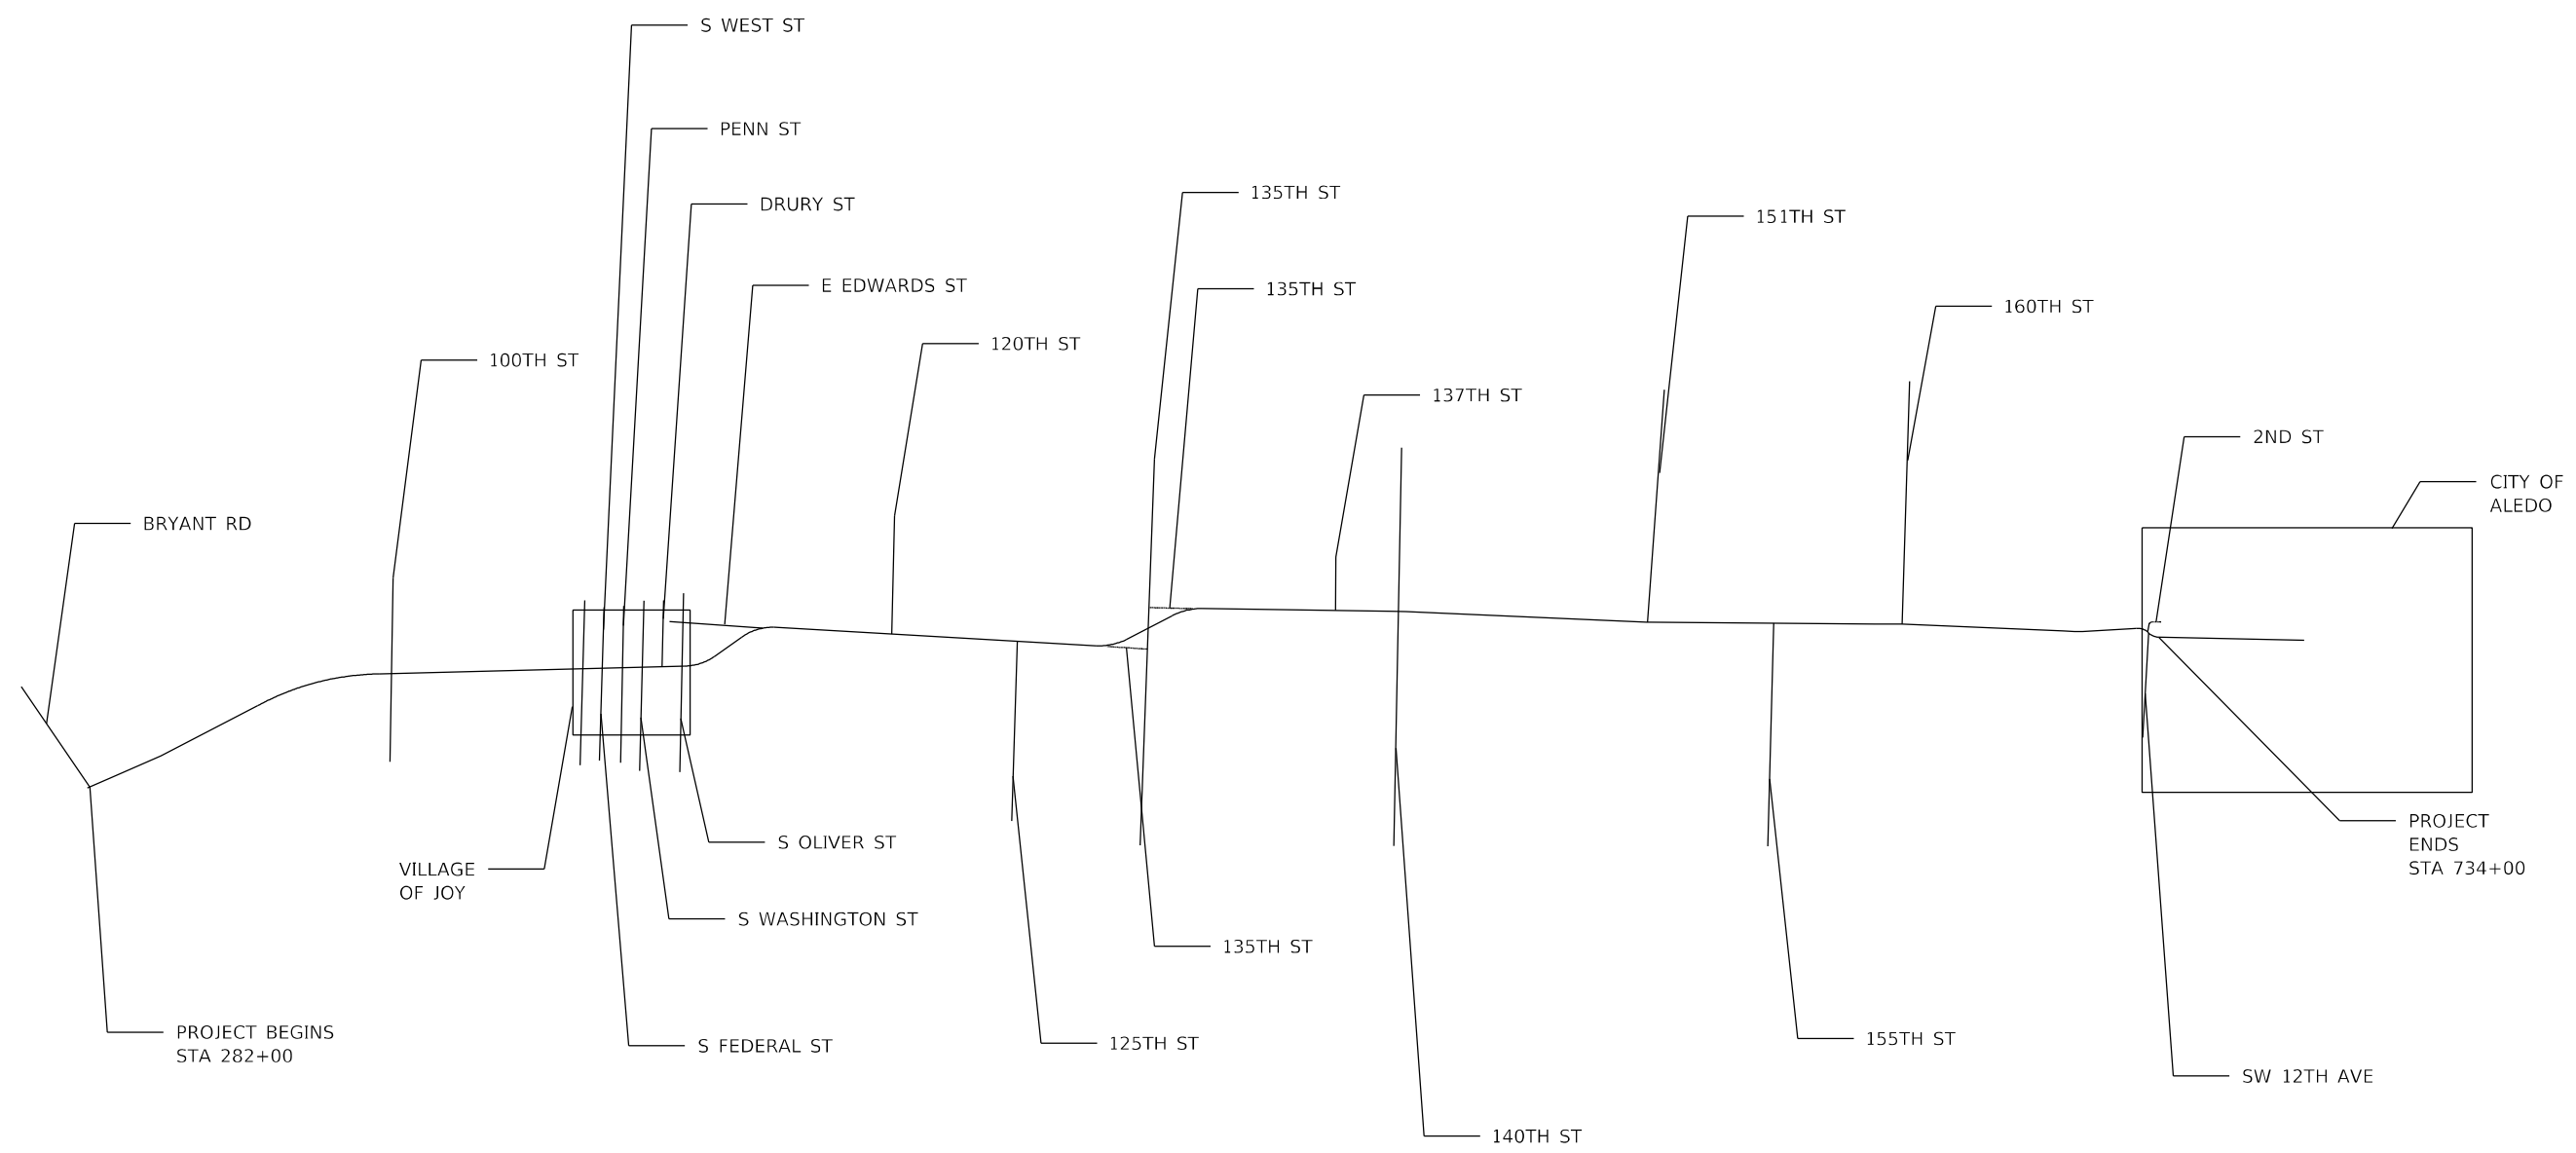 S WEST ST
PENN ST
DRURY ST
135TH ST
151TH ST
E EDWARDS ST
135TH ST
160TH ST
120TH ST
100TH ST
137TH ST
2ND ST
CITY OF
ALEDO
BRYANT RD
PROJECT
ENDS
STA 734+00
S OLIVER ST
VILLAGE
OF JOY
S WASHINGTON ST
135TH ST
PROJECT BEGINS
STA 282+00
S FEDERAL ST
125TH ST
155TH ST
SW 12TH AVE
140TH ST